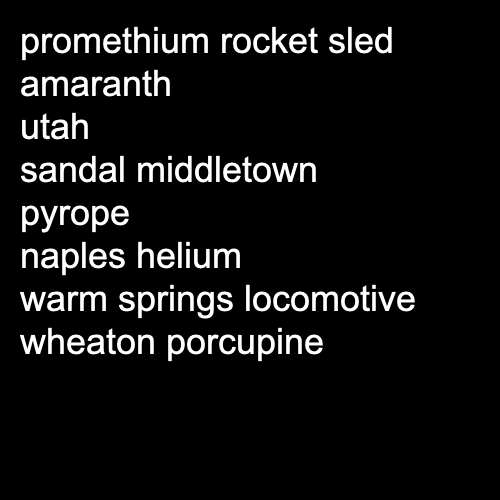 promethium rocket sled
amaranth
utah
sandal middletown
pyrope
naples helium
warm springs locomotive
wheaton porcupine